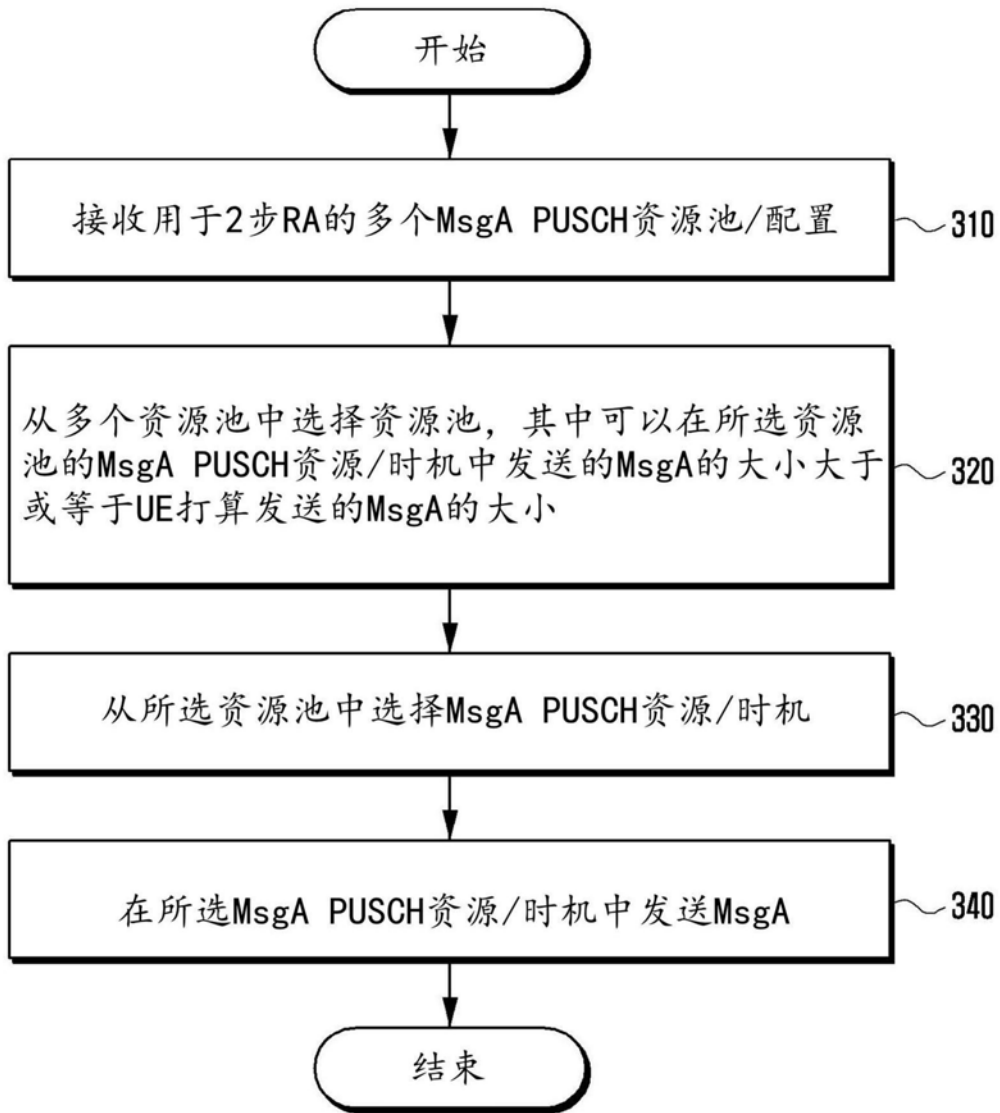 开始
接收用于2步RA的多个MsgA PUSCH资源池/配置
310
从多个资源池中选择资源池，其中可以在所选资源
池的MsgA PUSCH资源/时机中发送的MsgA的大小大于
或等于UE打算发送的MsgA的大小
320
从所选资源池中选择MsgA PUSCH资源/时机
330
在所选MsgA PUSCH资源/时机中发送MsgA
340
结束